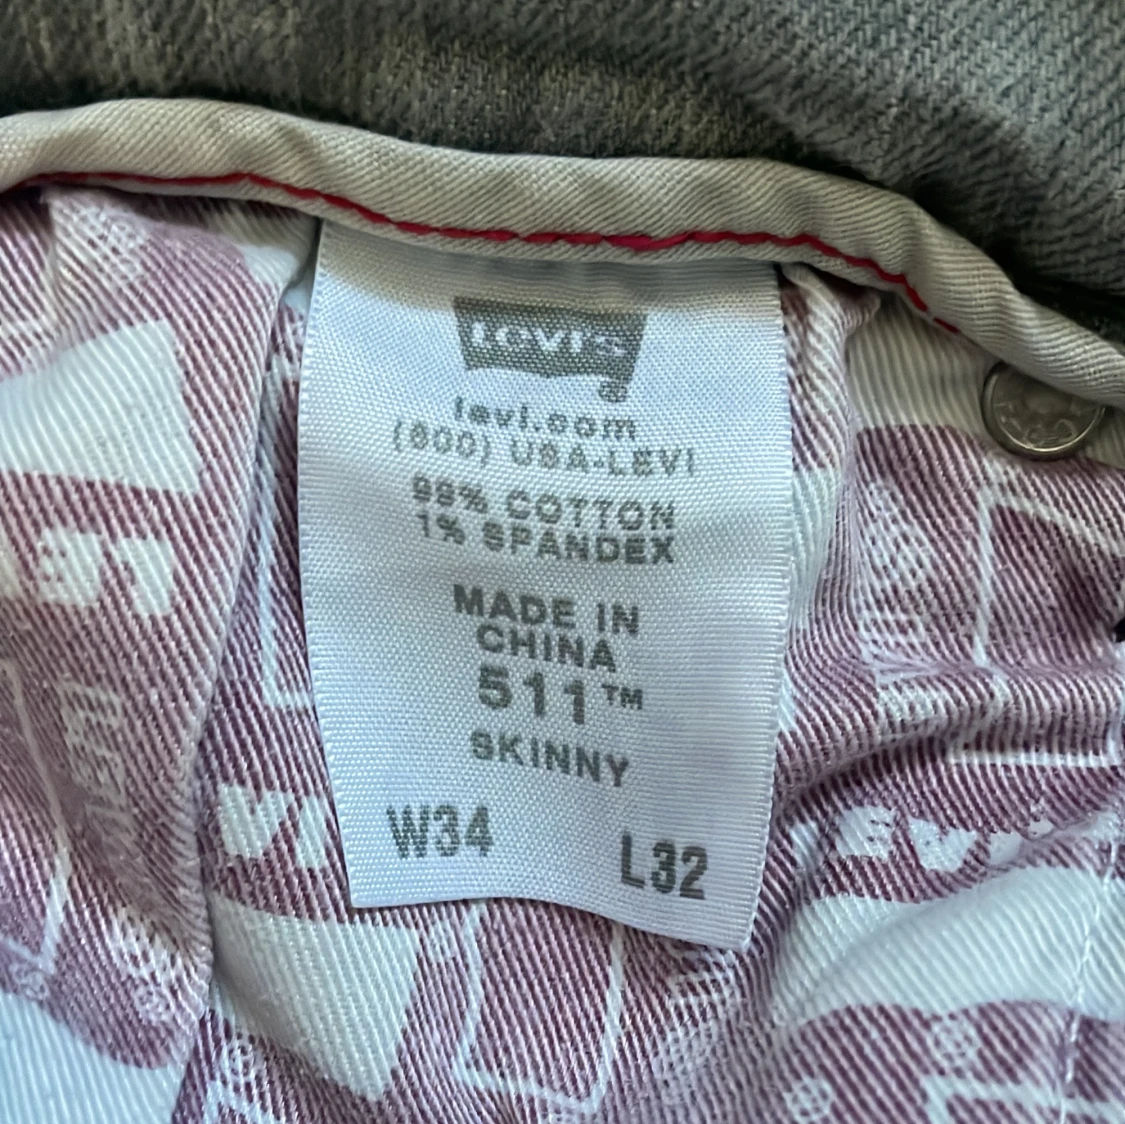 Levi's
®
levi.com
(800) USA-LEVI
99% COTTON
1% SPANDEX
MADE IN
CHINA
511™
SKINNY
W34 L32